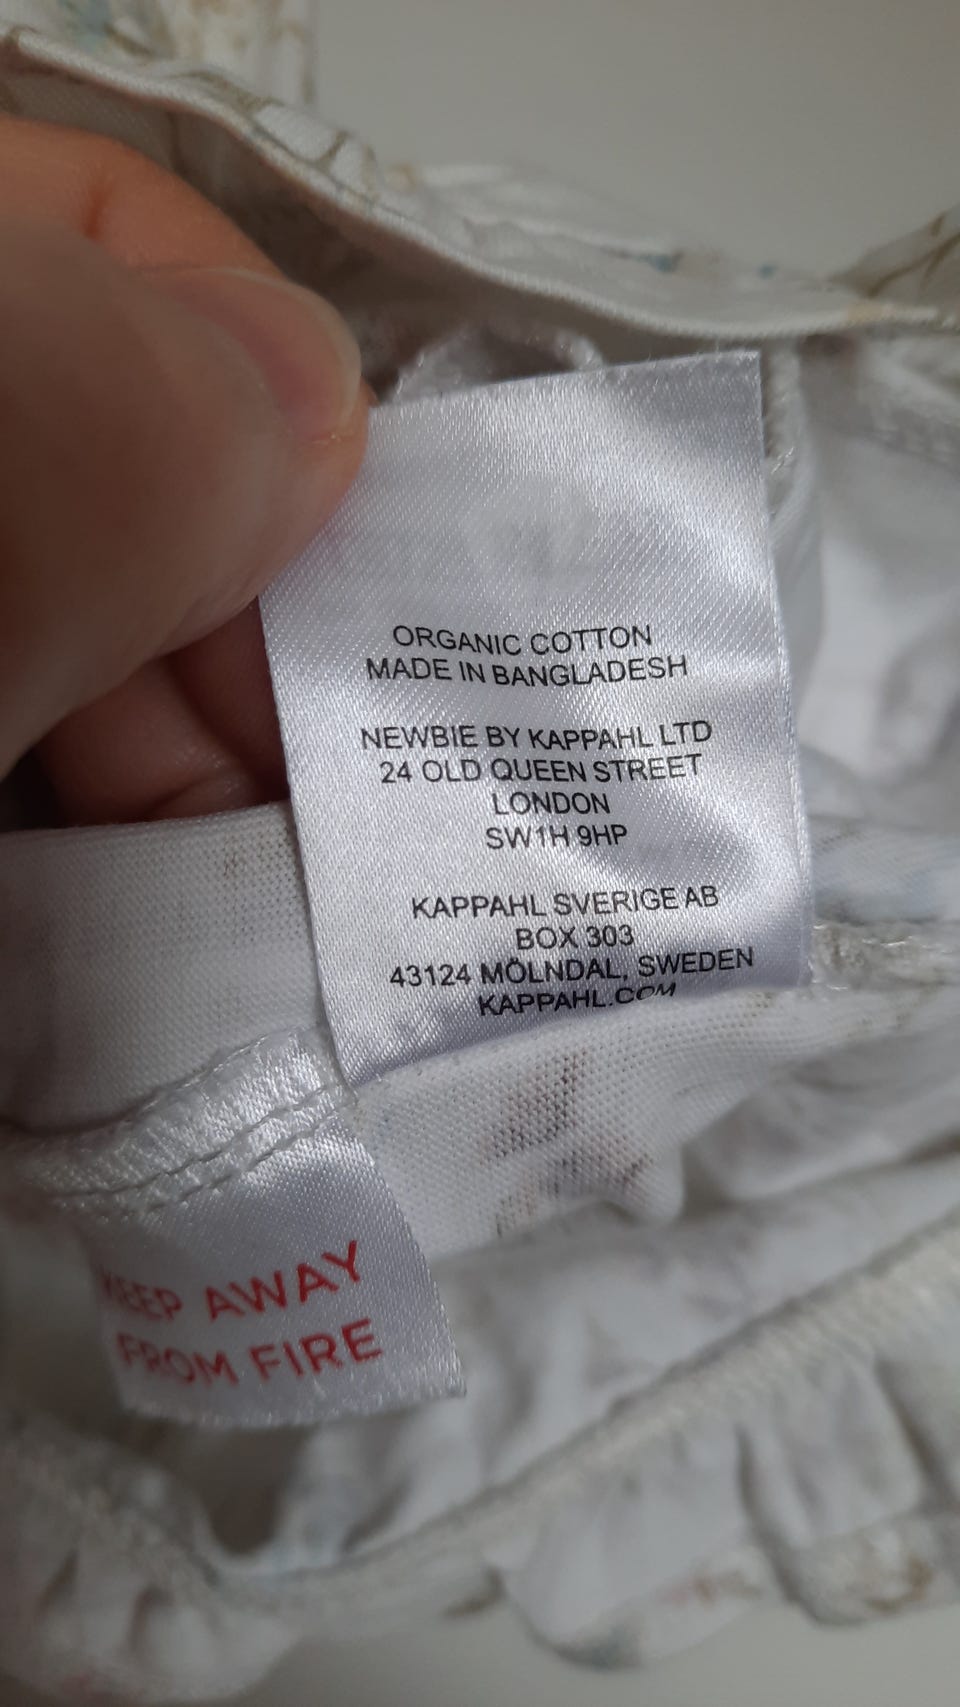 ORGANIC COTTON
MADE IN BANGLADESH
NEWBIE BY KAPPAHL LTD
24 OLD QUEEN STREET
LONDON
SW1H 9HP
KAPPAHL SVERIGE AB
BOX 303
43124 MÖLNDAL, SWEDEN
KAPPAHL.COM
KEEP AWAY
FROM FIRE